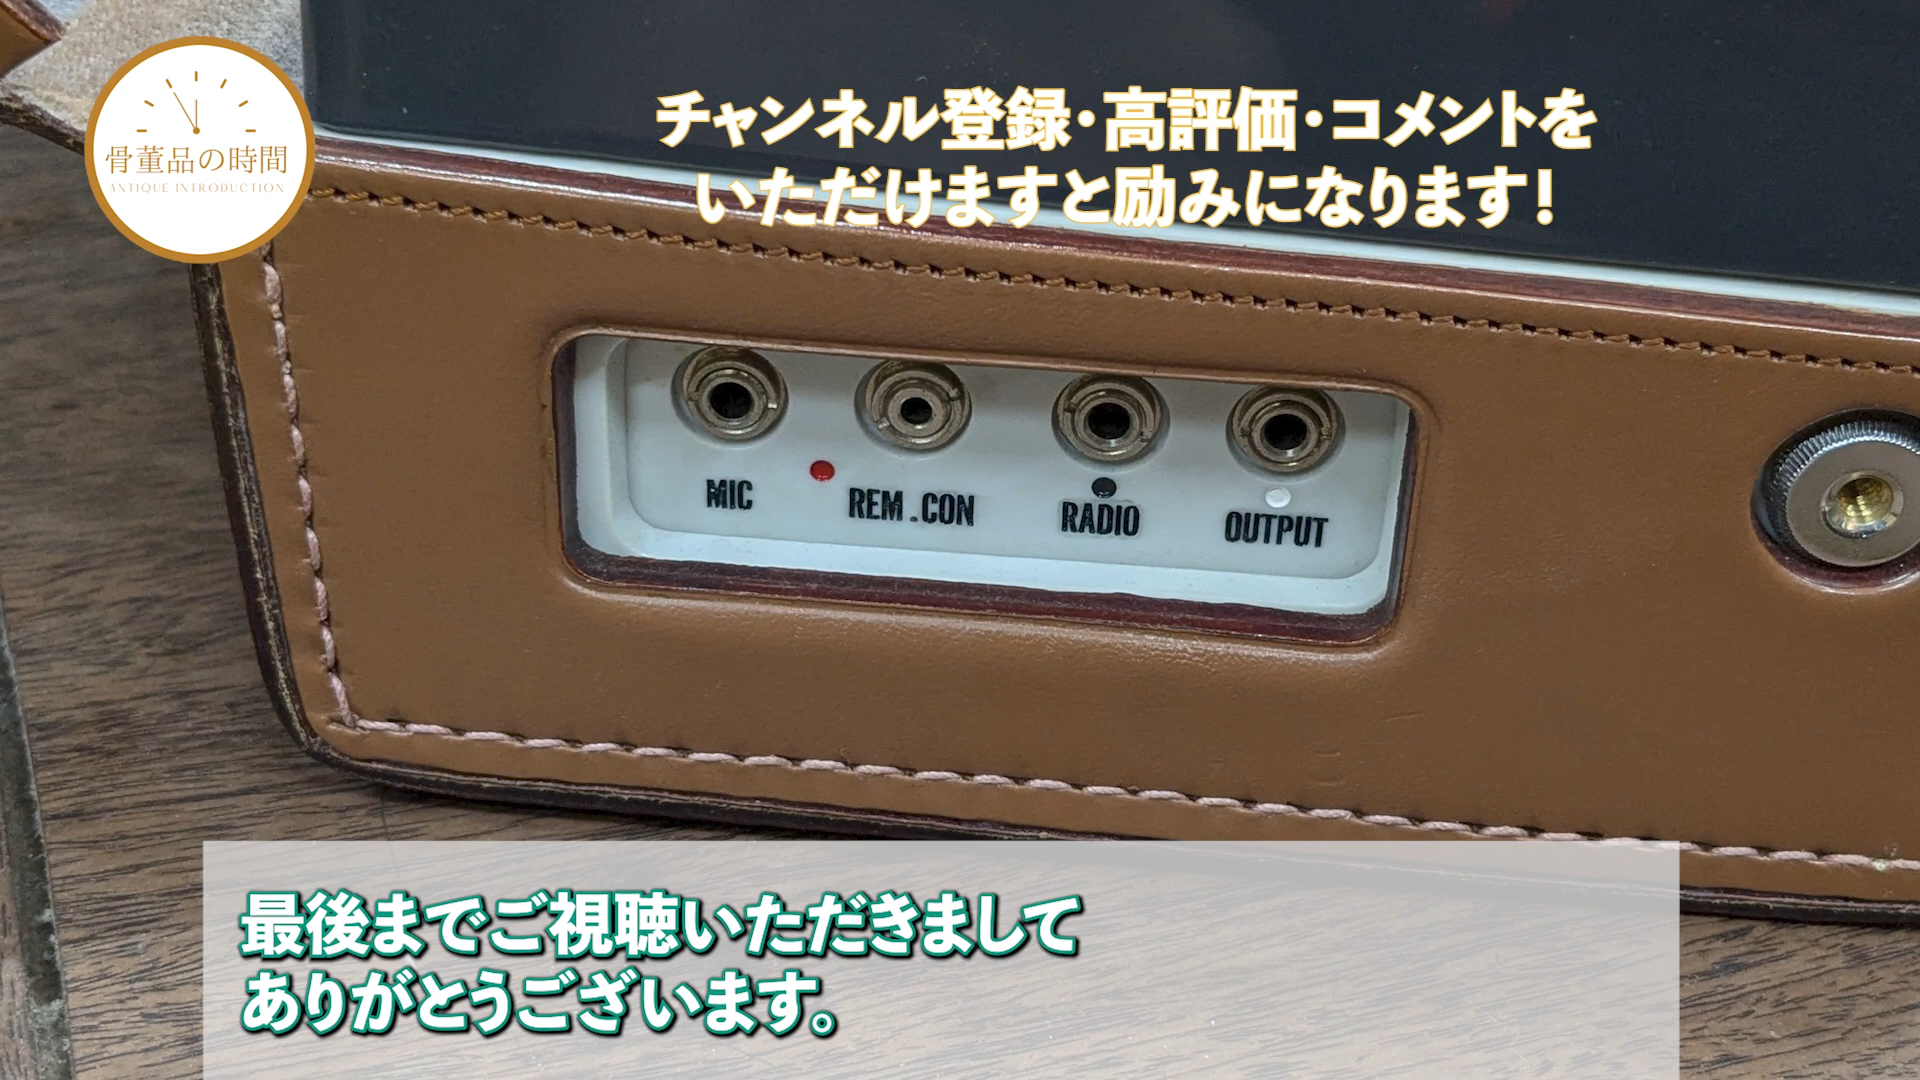 骨董品の時間
ANTIQUE INTRODUCTION
チャンネル登録・高評価・コメントを
いただけますと励みになります！
MIC
REM.CON
RADIO
OUTPUT
最後までご視聴いただきまして
ありがとうございます。